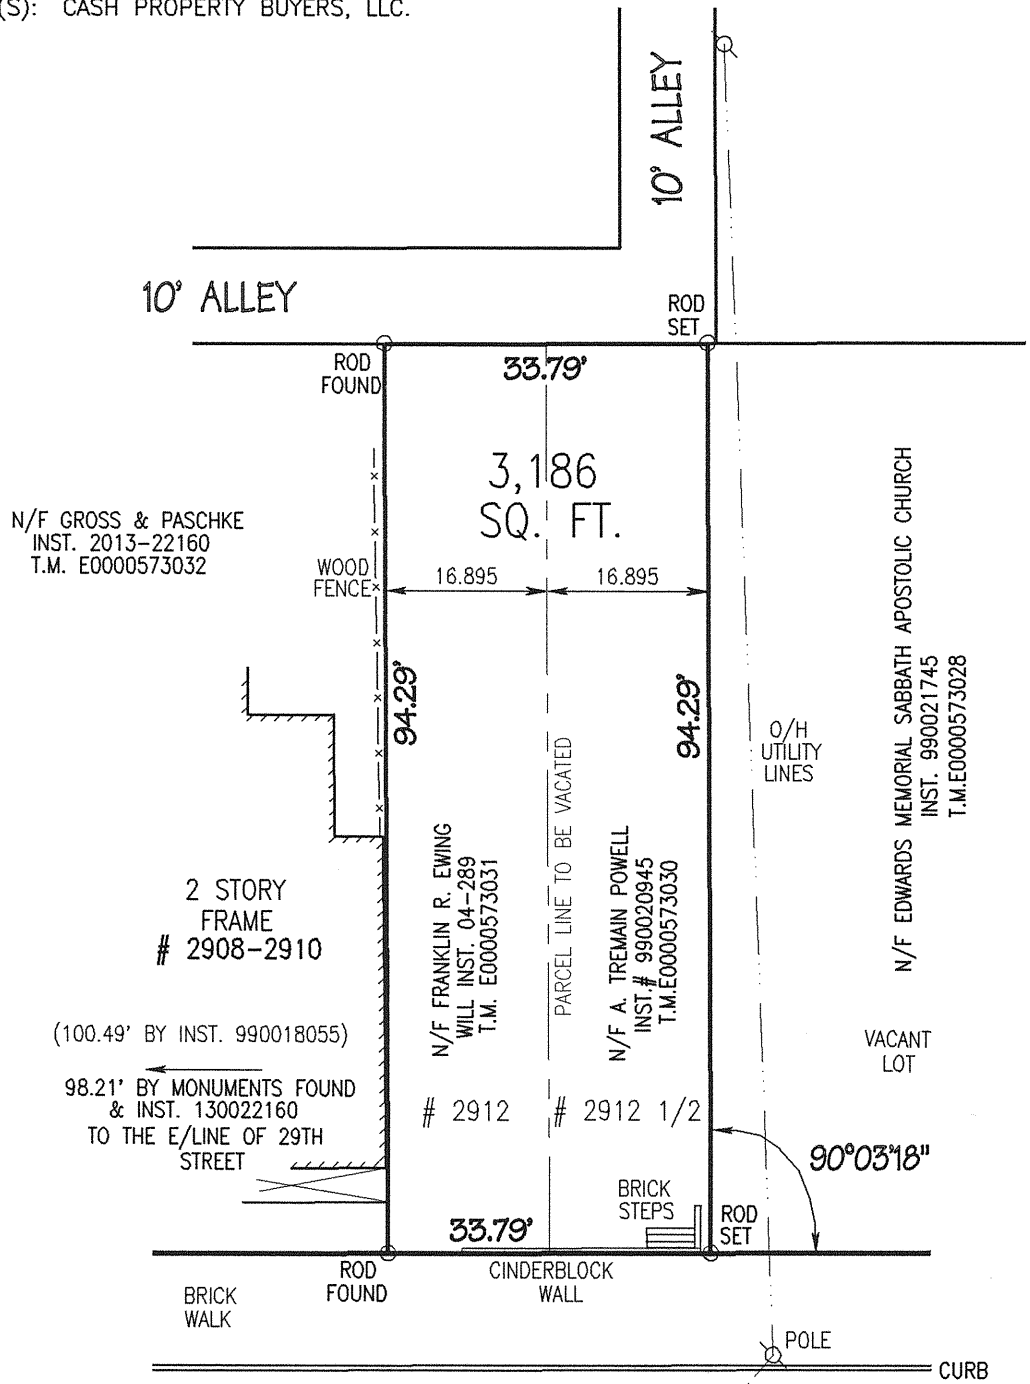 (S): CASH PROPERTY BUYERS, LLC.
10' ALLEY
10' ALLEY
ROD
SET
ROD
FOUND
33.79'
3,186
SQ. FT.
N/F GROSS & PASCHKE
INST. 2013-22160
T.M. E0000573032
WOOD
FENCE
16.895
16.895
94.29'
94.29'
O/H
UTILITY
LINES
N/F EDWARDS MEMORIAL SABBATH APOSTOLIC CHURCH
INST. 990021745
T.M.E0000573028
PARCEL LINE TO BE VACATED
N/F FRANKLIN R. EWING
WILL INST. 04-289
T.M. E0000573031
N/F A. TREMAIN POWELL
INST.# 990020945
T.M.E0000573030
2 STORY
FRAME
# 2908-2910
(100.49' BY INST. 990018055)
98.21' BY MONUMENTS FOUND
& INST. 130022160
TO THE E/LINE OF 29TH
STREET
VACANT
LOT
# 2912
# 2912 1/2
90°03'18"
BRICK
STEPS
ROD
SET
33.79'
ROD
FOUND
CINDERBLOCK
WALL
BRICK
WALK
POLE
CURB